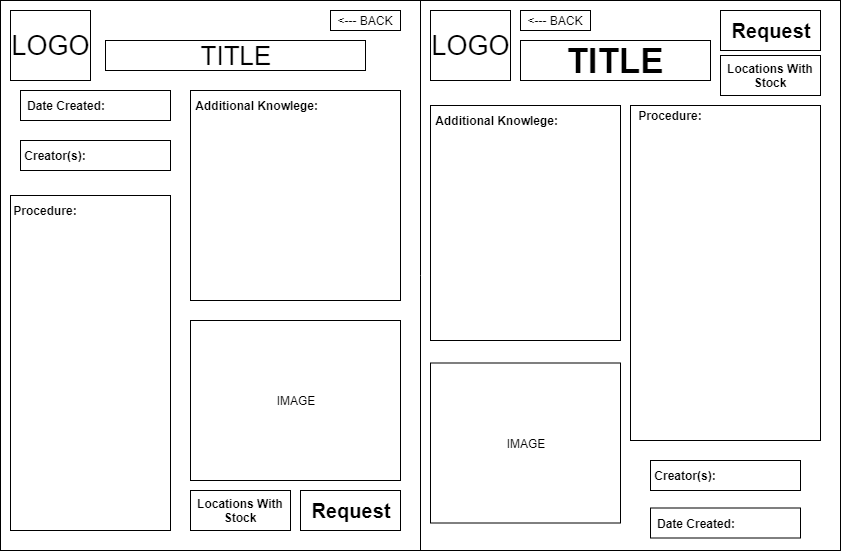 <--- BACK
LOGO
TITLE
Date Created:
Additional Knowlege:
Creator(s):
Procedure:
IMAGE
Locations With
Stock
Request
LOGO
<--- BACK
TITLE
Request
Locations With
Stock
Additional Knowlege:
Procedure:
IMAGE
Creator(s):
Date Created: